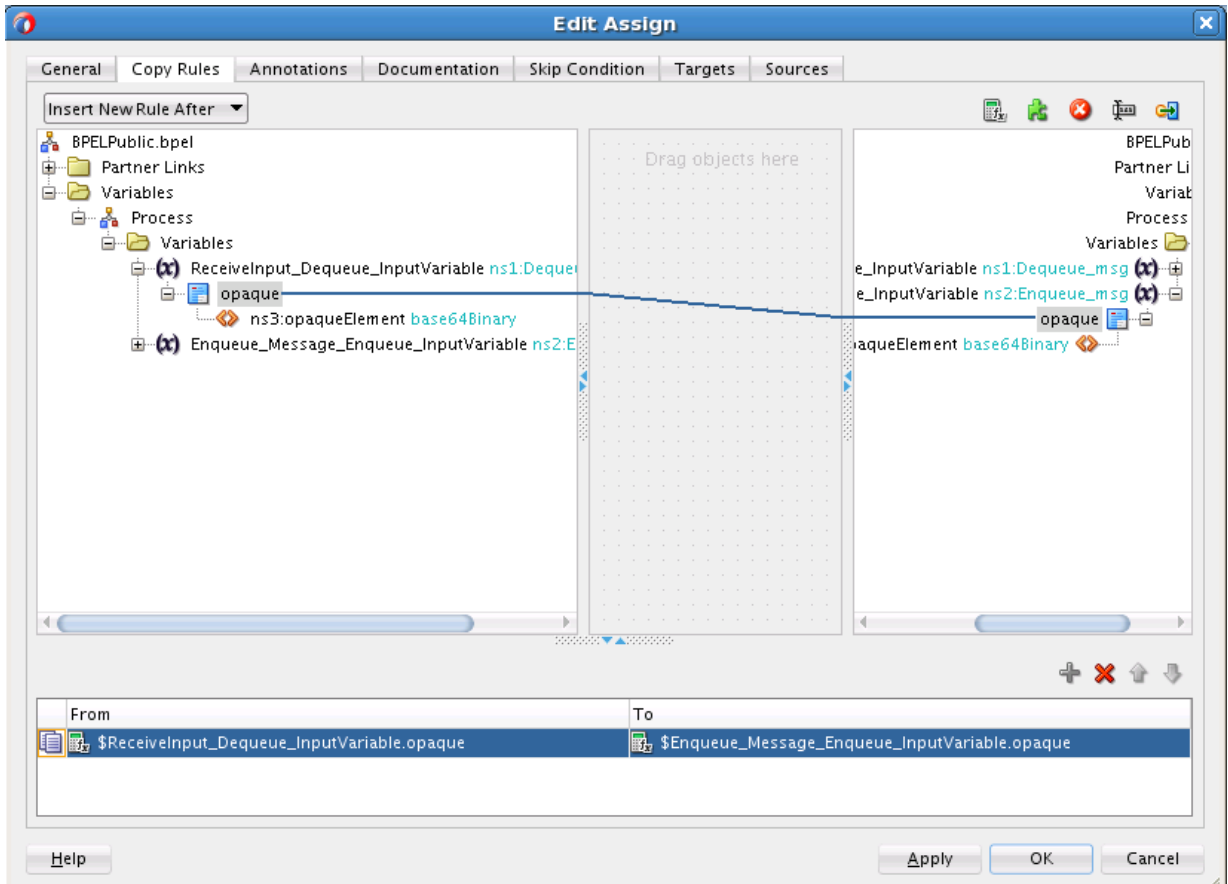 Edit Assign
General Copy Rules Annotations Documentation Skip Condition Targets Sources
Insert New Rule After
BPELPublic.bpel
Partner Links
Variables
Process
Variables
ReceiveInput_Dequeue_InputVariable ns1:Deque
opaque
ns3:opaqueElement base64Binary
Enqueue_Message_Enqueue_InputVariable ns2:E
Drag objects here
BPELPub
Partner Li
Variab
Process
Variables
e_InputVariable ns1:Dequeue_msg
e_InputVariable ns2:Enqueue_msg
opaque
aqueElement base64Binary
From To
$ReceiveInput_Dequeue_InputVariable.opaque $Enqueue_Message_Enqueue_InputVariable.opaque
Help Apply OK Cancel